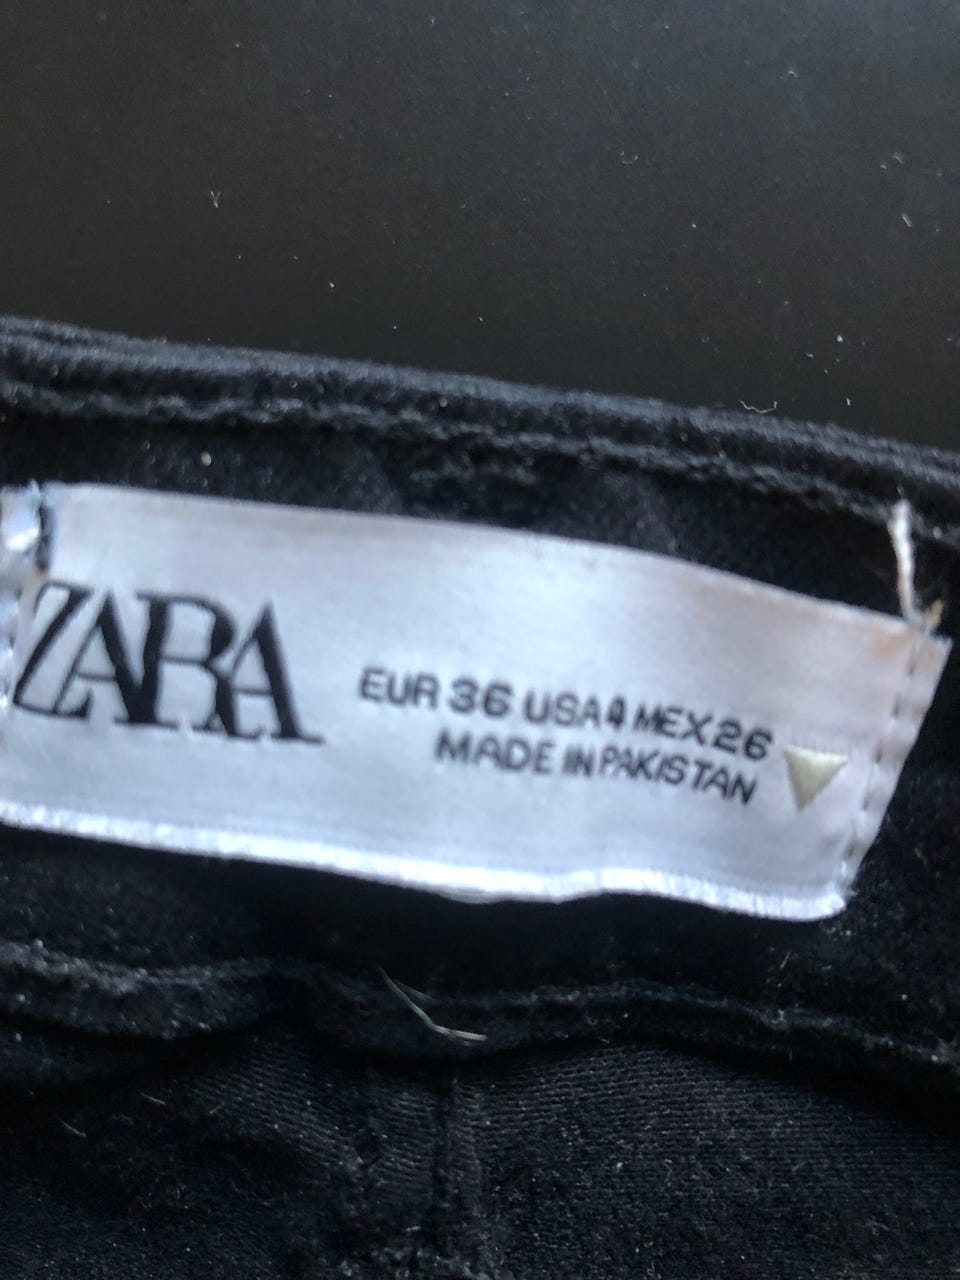 ZARA
EUR 36 USA 4 MEX 26
MADE IN PAKISTAN